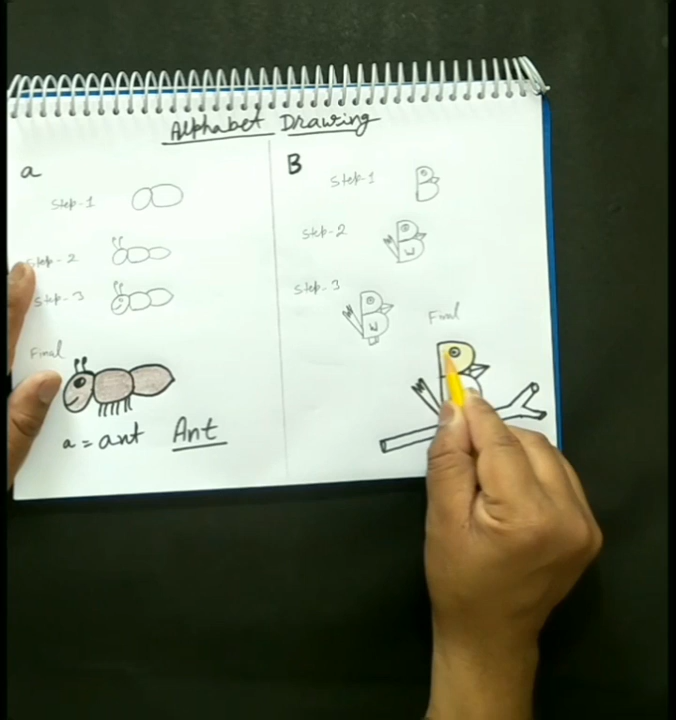 Alphabet Drawing
a
Step-1
Step-2
Step-3
Final
a = ant Ant
B
Step-1
Step-2
Step-3
Final